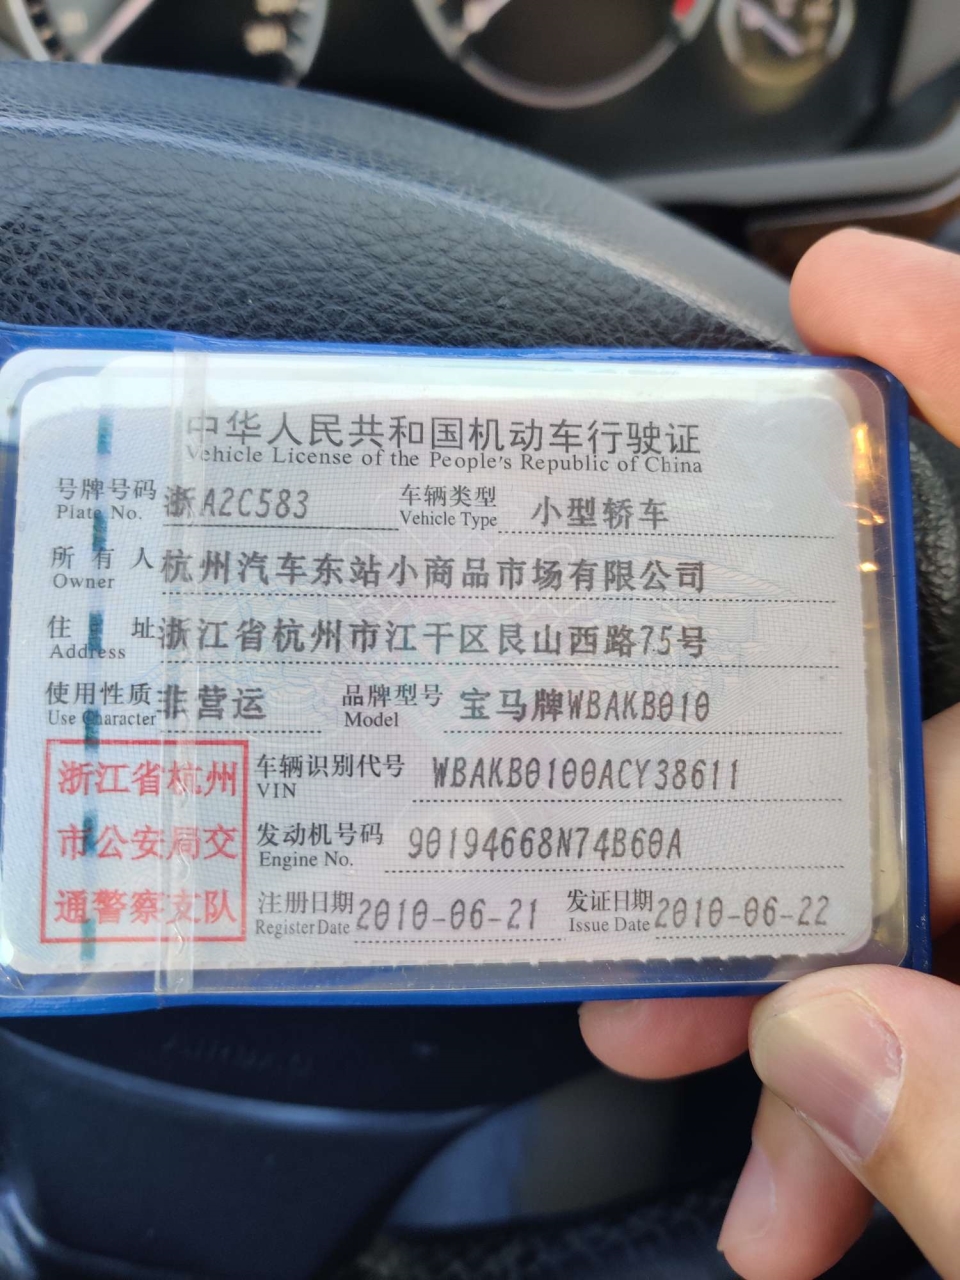 中华人民共和国机动车行驶证
Vehicle License of the People's Republic of China
号牌号码 浙A2C583 车辆类型 小型轿车
Plate No. Vehicle Type
所有人 杭州汽车东站小商品市场有限公司
Owner
住址 浙江省杭州市江干区艮山西路75号
Address
使用性质 非营运 品牌型号 宝马牌WBAKB010
Use Character Model
浙江省杭州
市公安局交
通警察支队
车辆识别代号 WBAKB0100ACY38611
VIN
发动机号码 90194668N74B60A
Engine No.
注册日期 2010-06-21 发证日期 2010-06-22
Register Date Issue Date